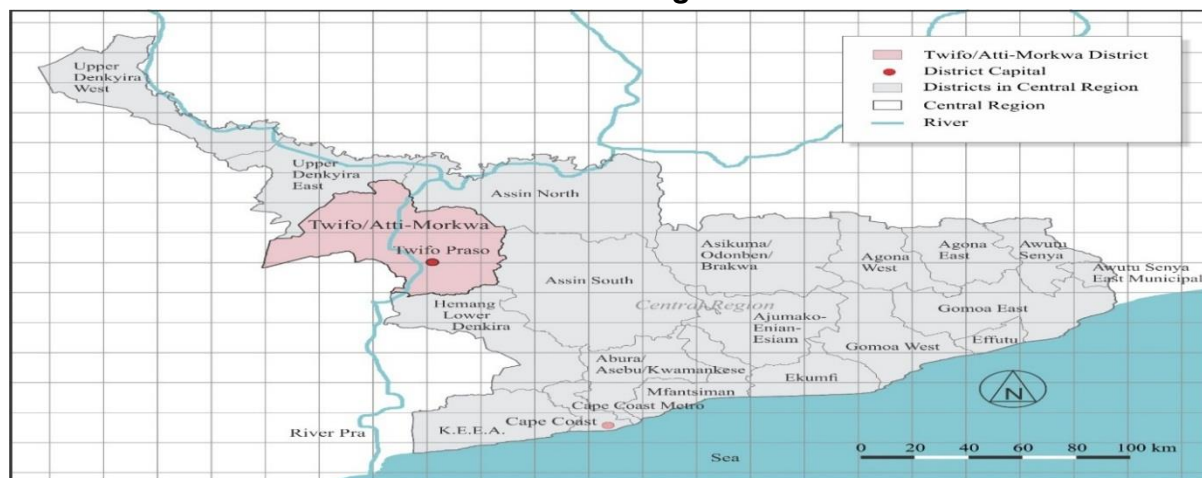 Twifo/Atti-Morkwa District
District Capital
Districts in Central Region
Central Region
River
Upper
Denkyira
West
Upper
Denkyira
East
Assin North
Twifo/Atti-Morkwa
Twifo Praso
Asikuma/
Odonben/
Brakwa
Agona
West
Agona
East
Awutu
Senya
Awutu Senya
East Municipal
Assin South
Central Region
Hemang
Lower
Denkira
Ajumako-
Enian-
Esiam
Gomoa East
Gomoa West
Effutu
Abura/
Asebu/Kwamankese
Ekumfi
Mfantsiman
Cape Coast Metro
Cape Coast
K.E.E.A.
River Pra
Sea
N
0 20 40 60 80 100 km